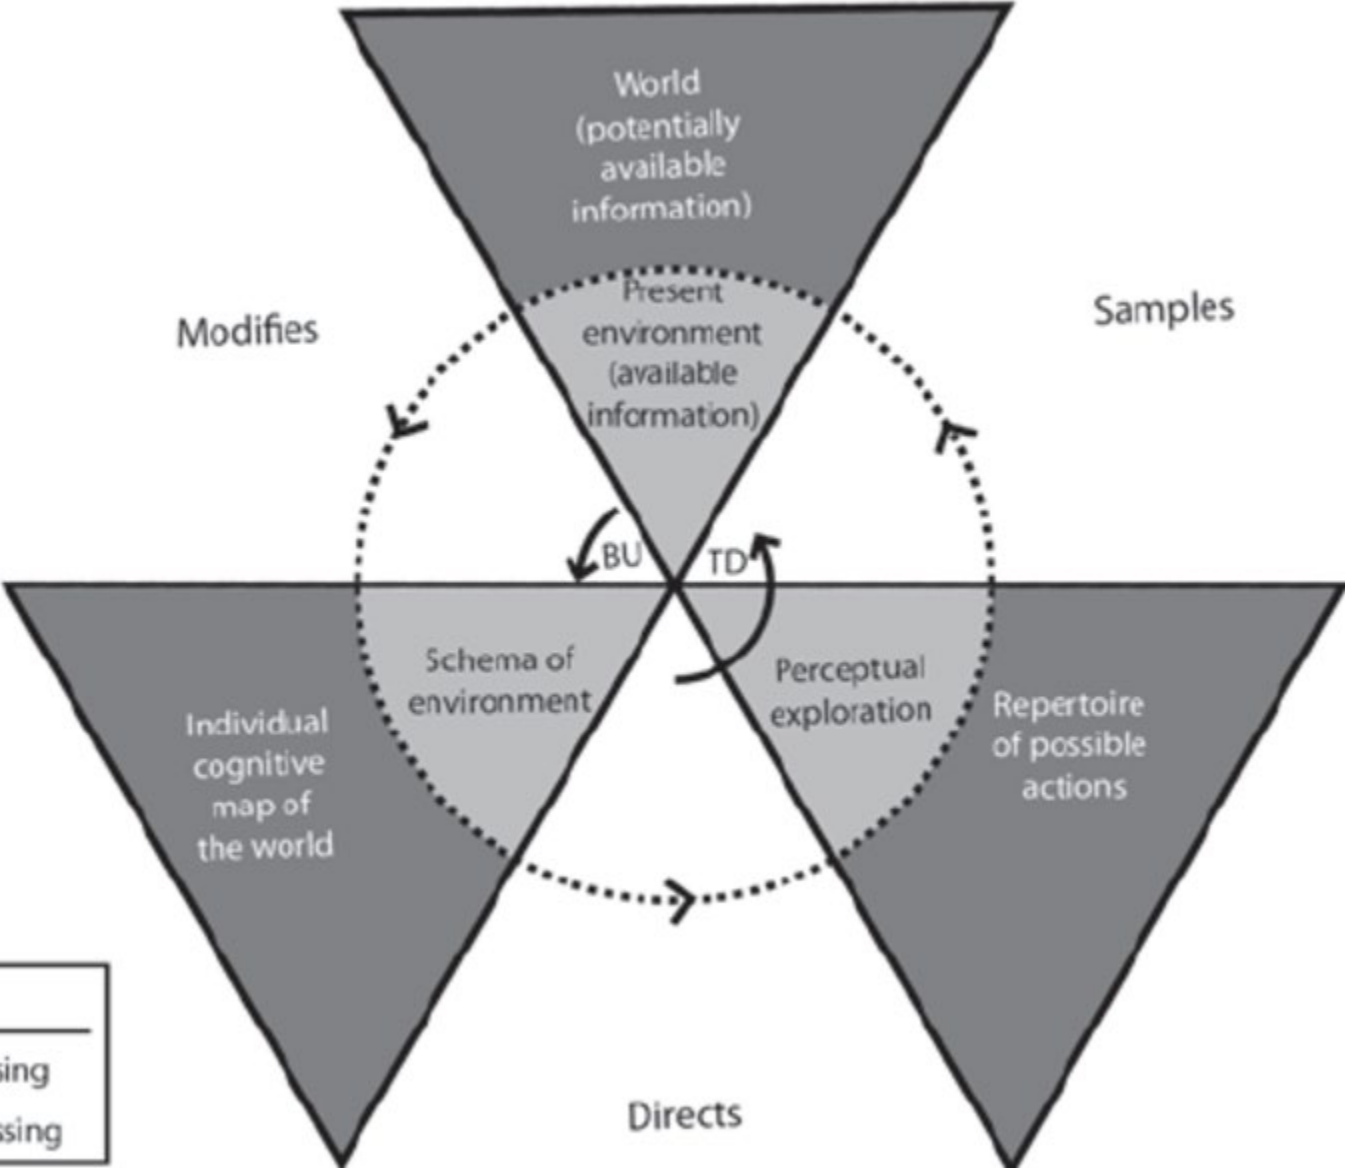 World
(potentially
available
information)
Present
environment
(available
information)
Modifies
Samples
BU
TD
Schema of
environment
Perceptual
exploration
Individual
cognitive
map of
the world
Repertoire
of possible
actions
Directs